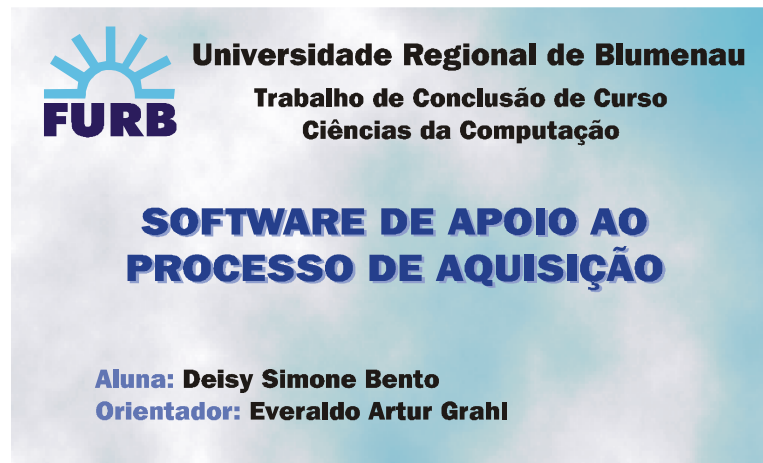 FURB
Universidade Regional de Blumenau
Trabalho de Conclusão de Curso
Ciências da Computação
SOFTWARE DE APOIO AO
PROCESSO DE AQUISIÇÃO
Aluna: Deisy Simone Bento
Orientador: Everaldo Artur Grahl